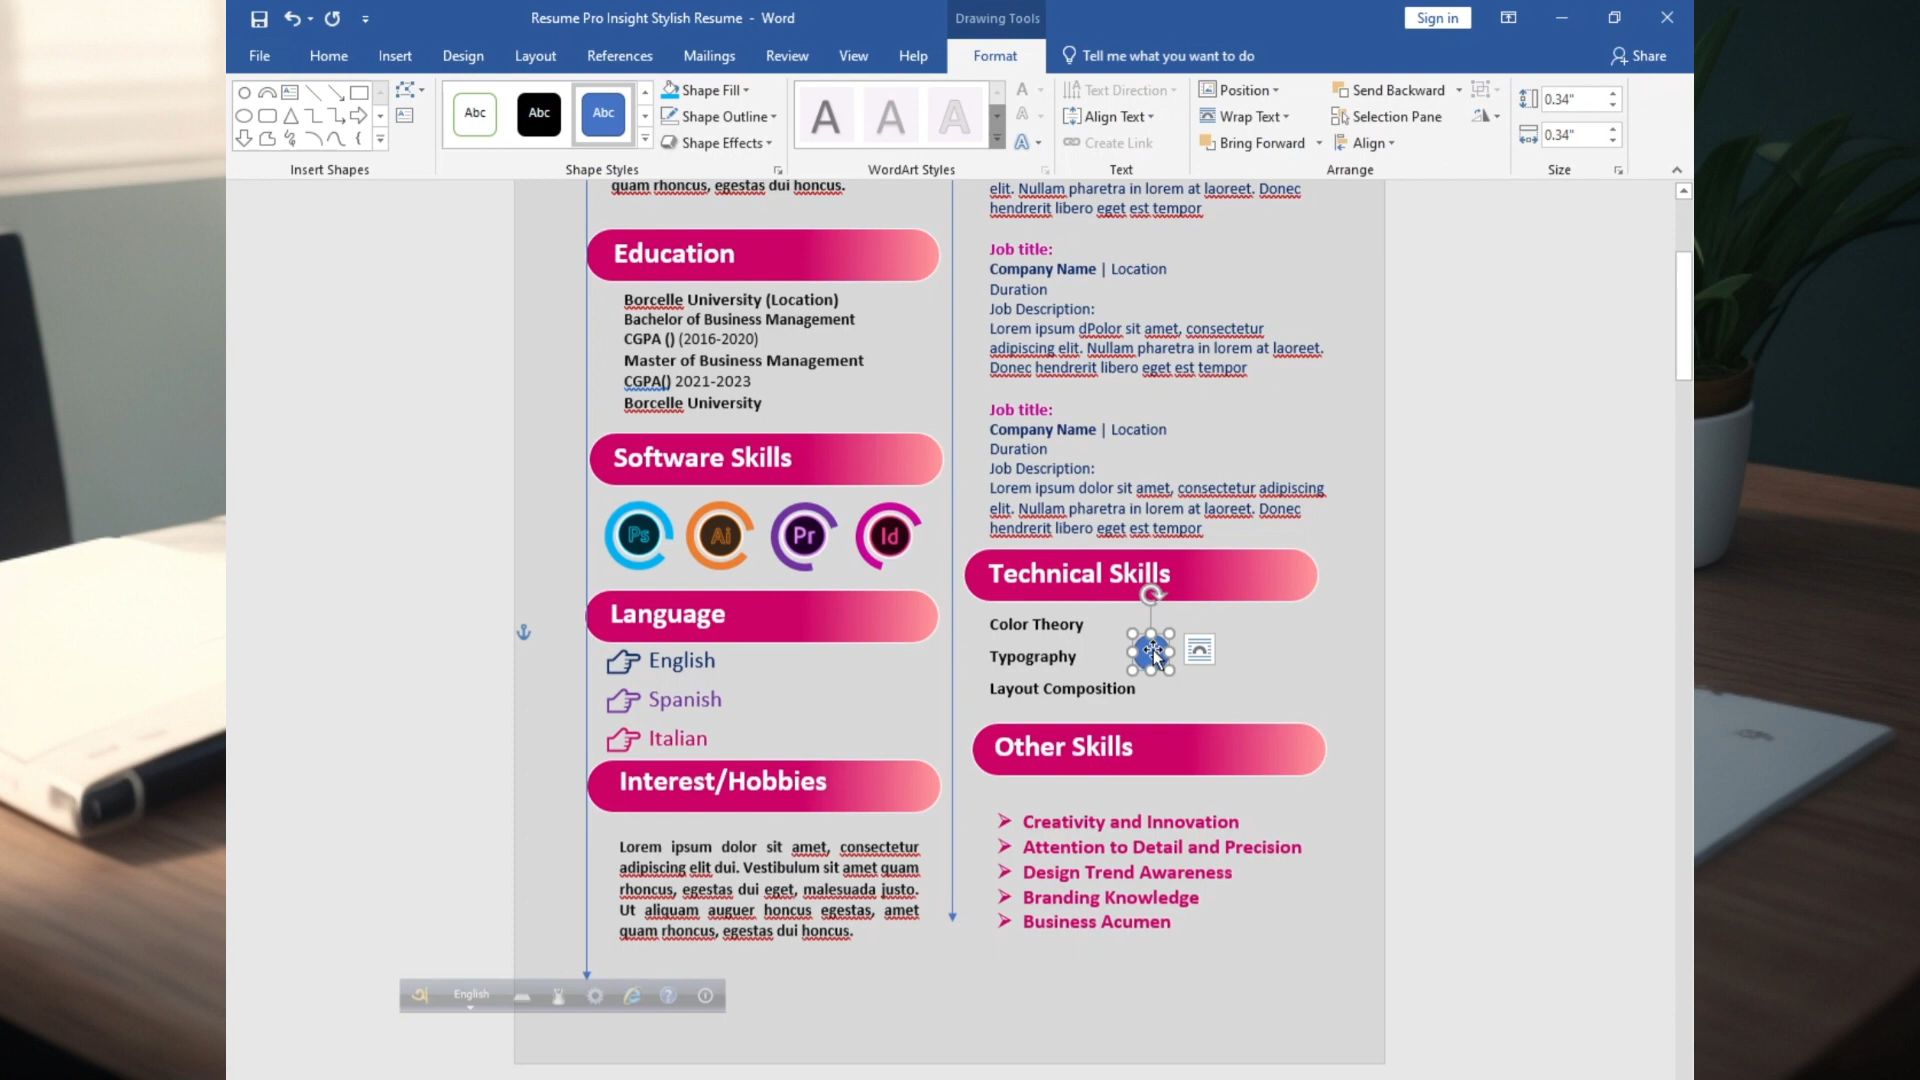 Resume Pro Insight Stylish Resume - Word
Drawing Tools
Sign in
File
Home
Insert
Design
Layout
References
Mailings
Review
View
Help
Format
Tell me what you want to do
Share
Abc
Abc
Abc
Shape Fill
Shape Outline
Shape Effects
A
A
A
Text Direction
Align Text
Create Link
Position
Wrap Text
Bring Forward
Send Backward
Selection Pane
Align
0.34"
0.34"
Insert Shapes
Shape Styles
WordArt Styles
Text
Arrange
Size
quam rhoncus, egestas dui honcus.
Education
Borcelle University (Location)
Bachelor of Business Management
CGPA () (2016-2020)
Master of Business Management
CGPA() 2021-2023
Borcelle University
Software Skills
Ps
Ai
Pr
Id
Language
English
Spanish
Italian
Interest/Hobbies
Lorem ipsum dolor sit amet, consectetur
adipiscing elit dui. Vestibulum sit amet quam
rhoncus, egestas dui eget, malesuada justo.
Ut aliquam auguer honcus egestas, amet
quam rhoncus, egestas dui honcus.
elit. Nullam pharetra in lorem at laoreet. Donec
hendrerit libero eget est tempor
Job title:
Company Name | Location
Duration
Job Description:
Lorem ipsum dPolor sit amet, consectetur
adipiscing elit. Nullam pharetra in lorem at laoreet.
Donec hendrerit libero eget est tempor
Job title:
Company Name | Location
Duration
Job Description:
Lorem ipsum dolor sit amet, consectetur adipiscing
elit. Nullam pharetra in lorem at laoreet. Donec
hendrerit libero eget est tempor
Technical Skills
Color Theory
Typography
Layout Composition
Other Skills
Creativity and Innovation
Attention to Detail and Precision
Design Trend Awareness
Branding Knowledge
Business Acumen
English